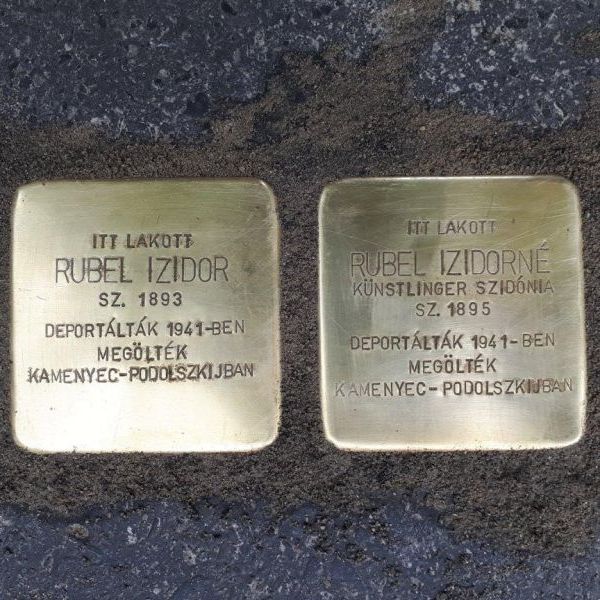 ITT LAKOTT
RUBEL IZIDOR
SZ. 1893
DEPORTÁLTÁK 1941-BEN
MEGÖLTÉK
KAMENYEC-PODOLSZKIJBAN
ITT LAKOTT
RUBEL IZIDORNÉ
KÜNSTLINGER SZIDÓNIA
SZ. 1895
DEPORTÁLTÁK 1941-BEN
MEGÖLTÉK
KAMENYEC-PODOLSZKIJBAN